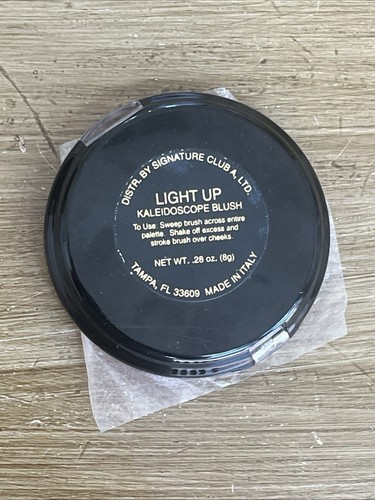 DISTR. BY SIGNATURE CLUB A, LTD.
LIGHT UP
KALEIDOSCOPE BLUSH
To Use: Sweep brush across entire
palette. Shake off excess and
stroke brush over cheeks.
NET WT. .28 oz. (8g)
TAMPA, FL 33609 MADE IN ITALY